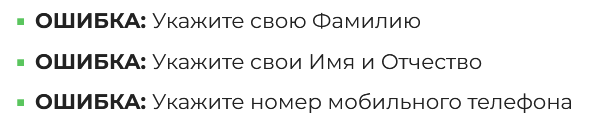 ОШИБКА: Укажите свою Фамилию
ОШИБКА: Укажите свои Имя и Отчество
ОШИБКА: Укажите номер мобильного телефона